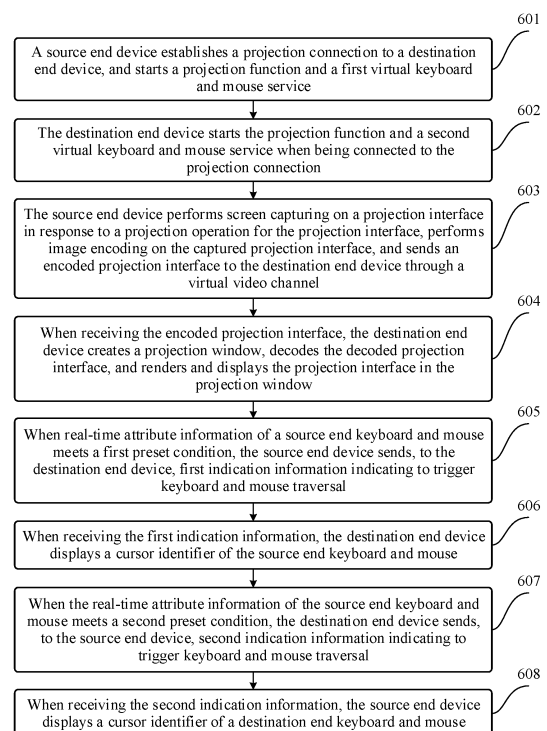 601
A source end device establishes a projection connection to a destination
end device, and starts a projection function and a first virtual keyboard
and mouse service
602
The destination end device starts the projection function and a second
virtual keyboard and mouse service when being connected to the
projection connection
603
The source end device performs screen capturing on a projection interface
in response to a projection operation for the projection interface, performs
image encoding on the captured projection interface, and sends an
encoded projection interface to the destination end device through a
virtual video channel
604
When receiving the encoded projection interface, the destination end
device creates a projection window, decodes the decoded projection
interface, and renders and displays the projection interface in the
projection window
605
When real-time attribute information of a source end keyboard and mouse
meets a first preset condition, the source end device sends, to the
destination end device, first indication information indicating to trigger
keyboard and mouse traversal
606
When receiving the first indication information, the destination end device
displays a cursor identifier of the source end keyboard and mouse
607
When the real-time attribute information of the source end keyboard and
mouse meets a second preset condition, the destination end device sends,
to the source end device, second indication information indicating to
trigger keyboard and mouse traversal
608
When receiving the second indication information, the source end device
displays a cursor identifier of a destination end keyboard and mouse